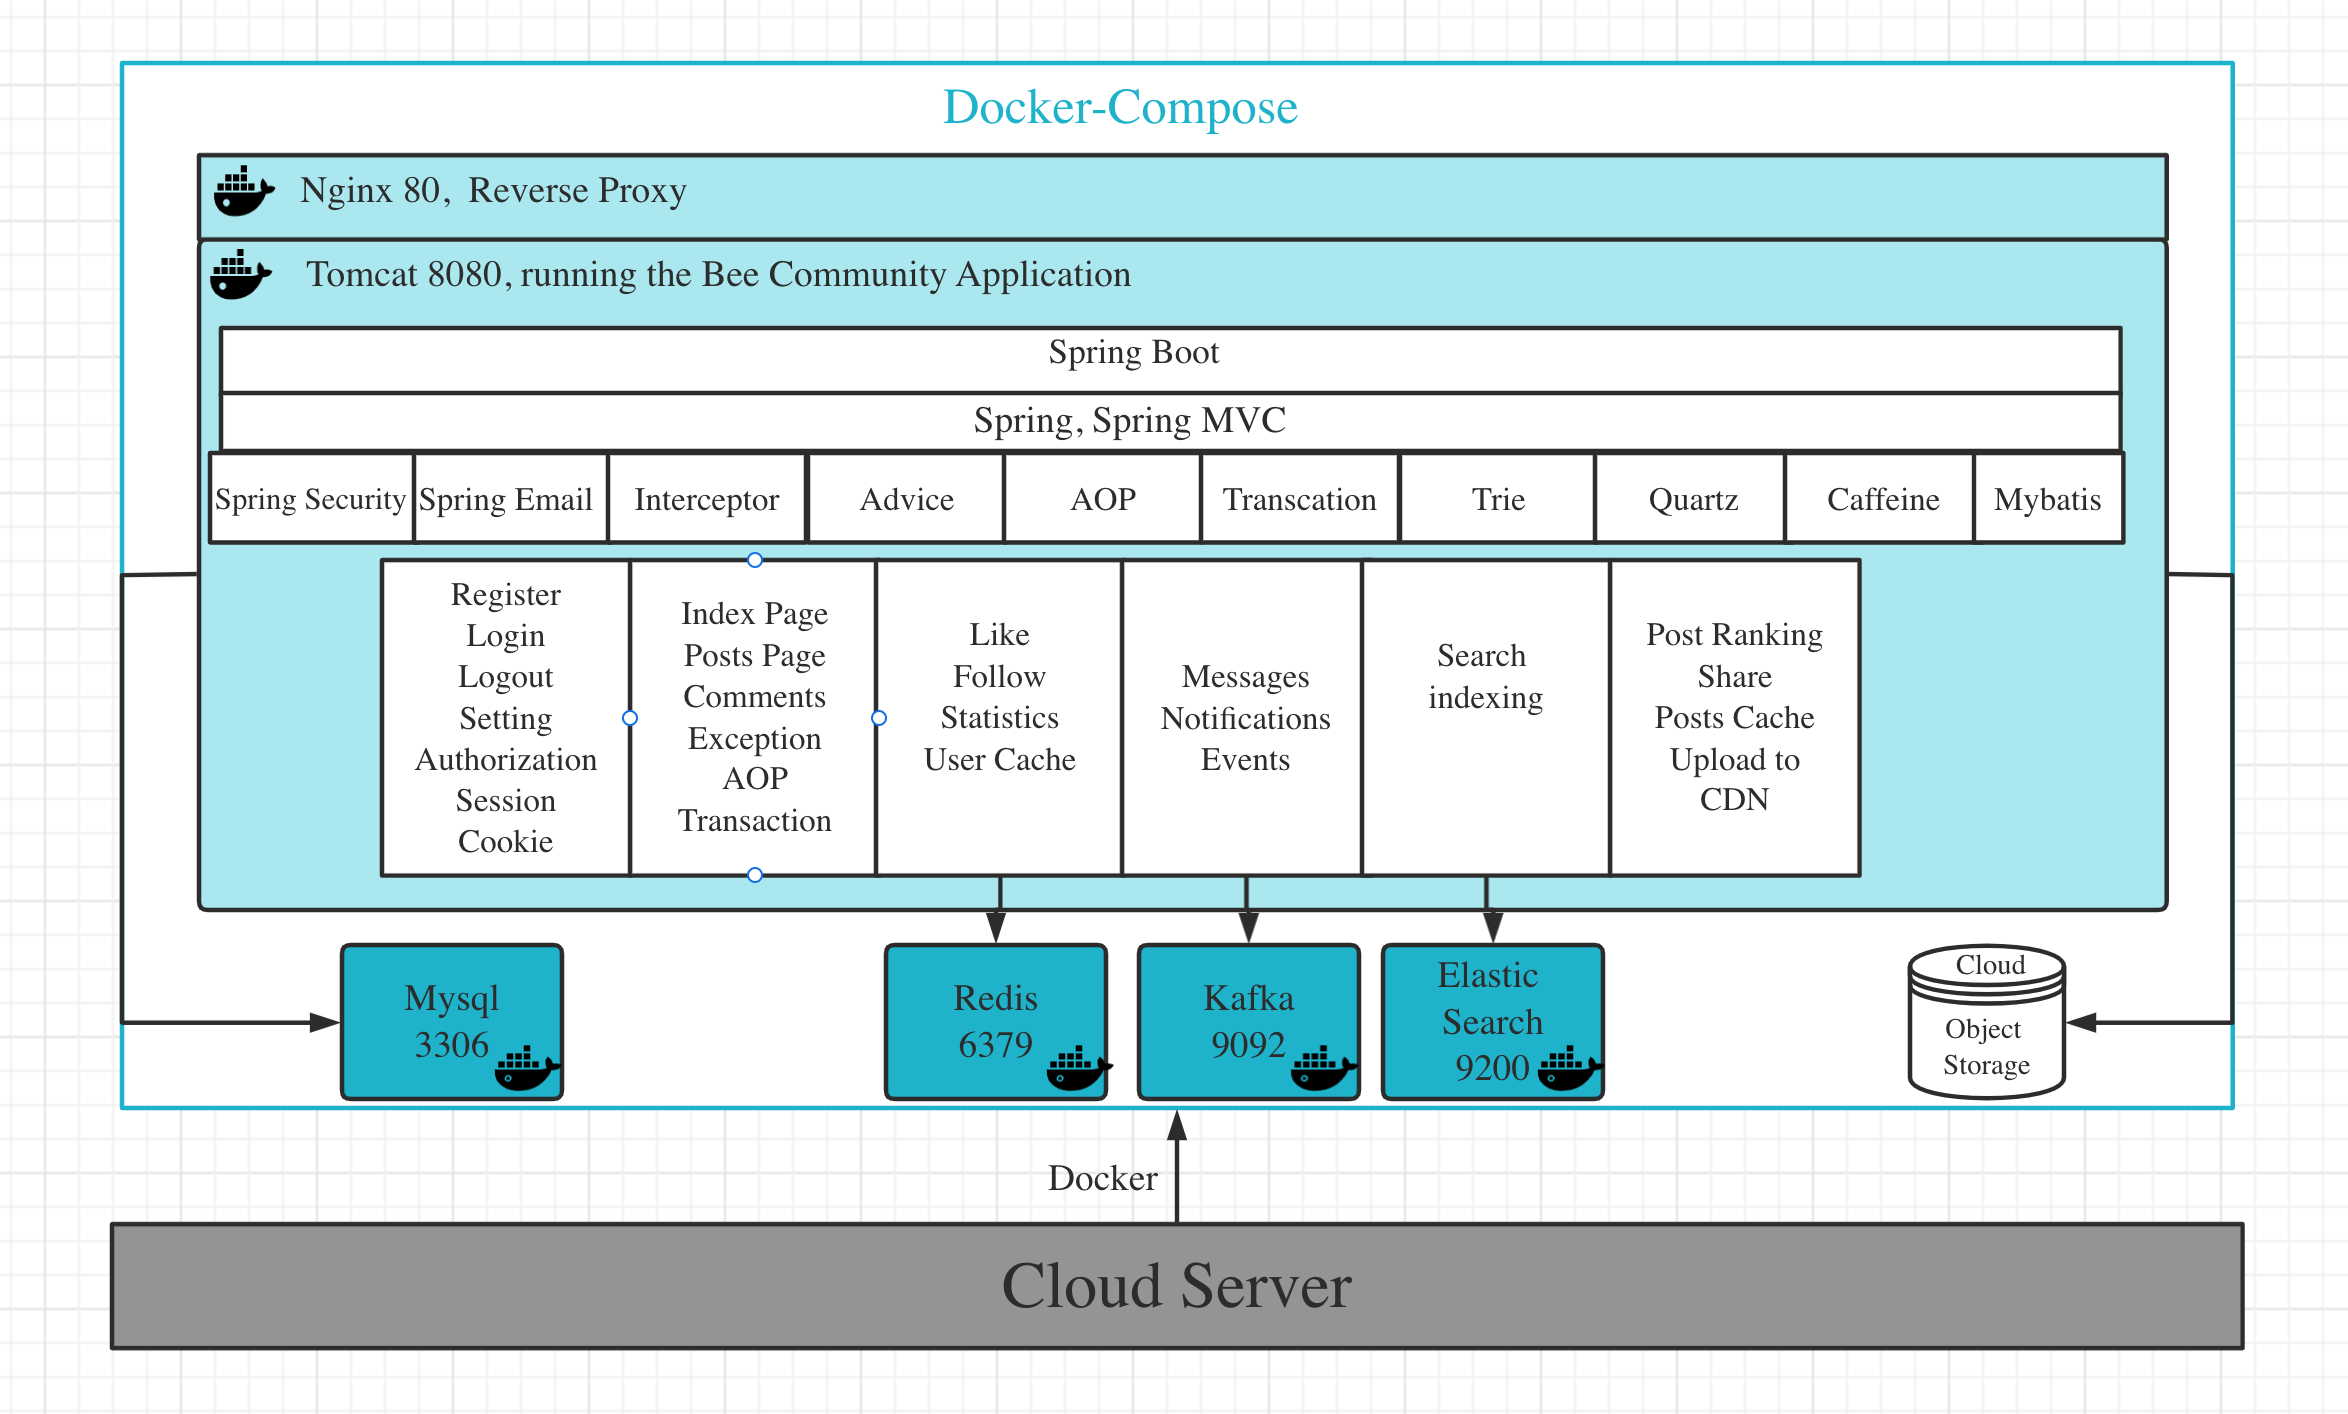 Docker-Compose
Nginx 80,  Reverse Proxy
Tomcat 8080, running the Bee Community Application
Spring Boot
Spring, Spring MVC
Spring Security
Spring Email
Interceptor
Advice
AOP
Transcation
Trie
Quartz
Caffeine
Mybatis
Register
Login
Logout
Setting
Authorization
Session
Cookie
Index Page
Posts Page
Comments
Exception
AOP
Transaction
Like
Follow
Statistics
User Cache
Messages
Notifications
Events
Search
indexing
Post Ranking
Share
Posts Cache
Upload to
CDN
Mysql
3306
Redis
6379
Kafka
9092
Elastic
Search
9200
Cloud
Object
Storage
Docker
Cloud Server